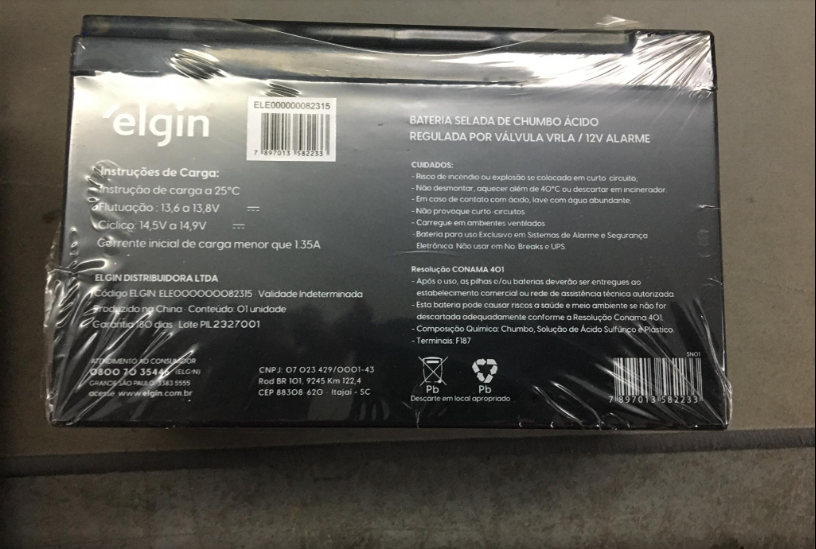 elgin
ELE000000082315
7 897013 582233
Instruções de Carga:
Instrução de carga a 25°C
Flutuação : 13,6 a 13,8V
Cíclico: 14,5V a 14,9V
Corrente inicial de carga menor que 1.35A
ELGIN DISTRIBUIDORA LTDA
Código ELGIN: ELE000000082315 · Validade Indeterminada
Produzido na China · Conteúdo: 01 unidade
Garantia 180 dias · Lote PIL2327001
ATENDIMENTO AO CONSUMIDOR
0800 70 35446 (ELGIN)
GRANDE SÃO PAULO: 3383 5555
acesse: www.elgin.com.br
CNPJ: 07 023.429/0001-43
Rod BR 101, 9245 Km 122,4
CEP 88308 620 · Itajaí - SC
BATERIA SELADA DE CHUMBO ÁCIDO
REGULADA POR VÁLVULA VRLA / 12V ALARME
CUIDADOS:
- Risco de incêndio ou explosão se colocada em curto circuito,
- Não desmontar, aquecer além de 40°C ou descartar em incinerador.
- Em caso de contato com ácido, lave com água abundante,
- Não provoque curto circuitos
- Carregue em ambientes ventilados
- Bateria para uso Exclusivo em Sistemas de Alarme e Segurança
Eletrônica. Não usar em No Breaks e UPS.
Resolução CONAMA 401
- Após o uso, as pilhas e/ou baterias deverão ser entregues ao
estabelecimento comercial ou rede de assistência técnica autorizada.
- Esta bateria pode causar riscos a saúde e meio ambiente se não for
descartada adequadamente conforme a Resolução Conama 401.
- Composição Química: Chumbo, Solução de Ácido Sulfúrico e Plástico
- Terminais: F187
Pb
Pb
Descarte em local apropriado
SN01
7 897013 582233